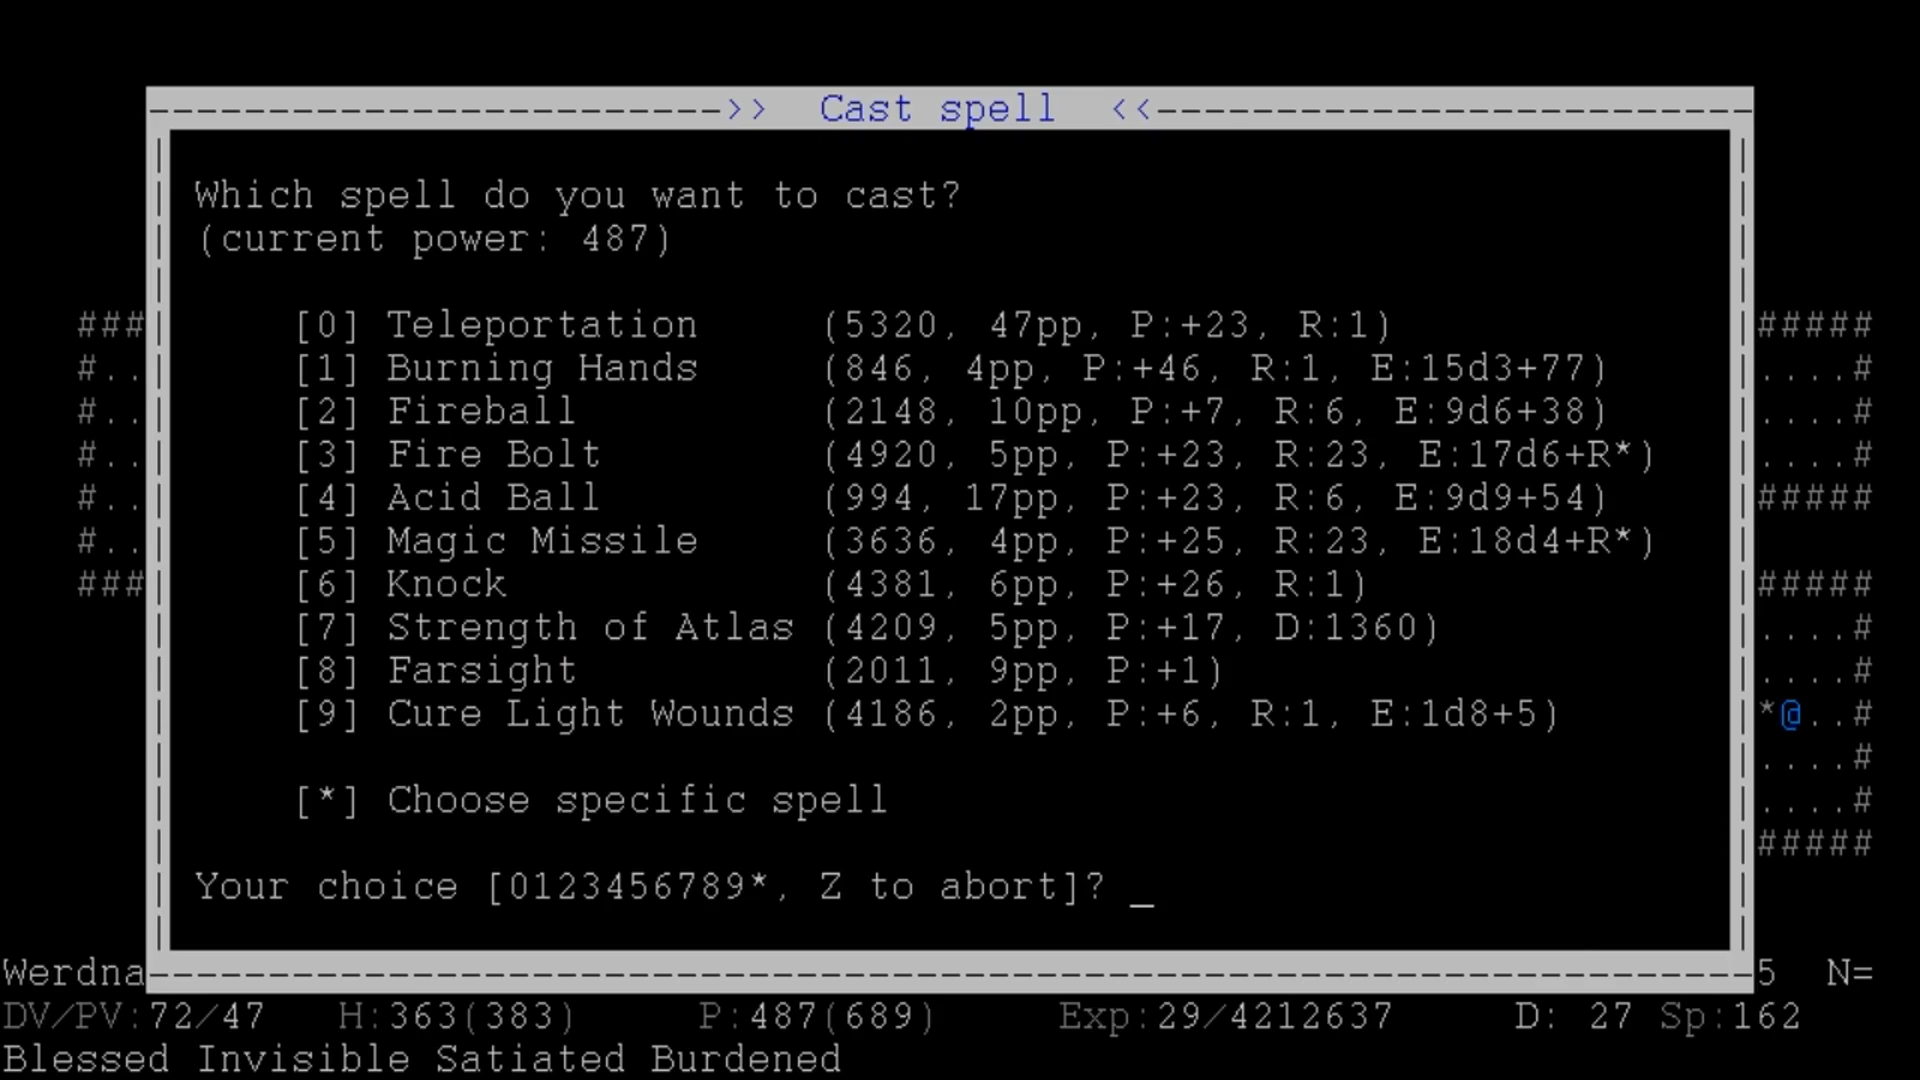 >> Cast spell <<
Which spell do you want to cast?
(current power: 487)
### [0] Teleportation (5320, 47pp, P:+23, R:1) #####
#.. [1] Burning Hands (846, 4pp, P:+46, R:1, E:15d3+77) ....#
#.. [2] Fireball (2148, 10pp, P:+7, R:6, E:9d6+38) ....#
#.. [3] Fire Bolt (4920, 5pp, P:+23, R:23, E:17d6+R*) ....#
#.. [4] Acid Ball (994, 17pp, P:+23, R:6, E:9d9+54) #####
#.. [5] Magic Missile (3636, 4pp, P:+25, R:23, E:18d4+R*)
### [6] Knock (4381, 6pp, P:+26, R:1) #####
[7] Strength of Atlas (4209, 5pp, P:+17, D:1360) ....#
[8] Farsight (2011, 9pp, P:+1) ....#
[9] Cure Light Wounds (4186, 2pp, P:+6, R:1, E:1d8+5) *@..#
....#
[*] Choose specific spell ....#
#####
Your choice [0123456789*, Z to abort]? _
Werdna 5 N=
DV/PV:72/47 H:363(383) P:487(689) Exp:29/4212637 D: 27 Sp:162
Blessed Invisible Satiated Burdened